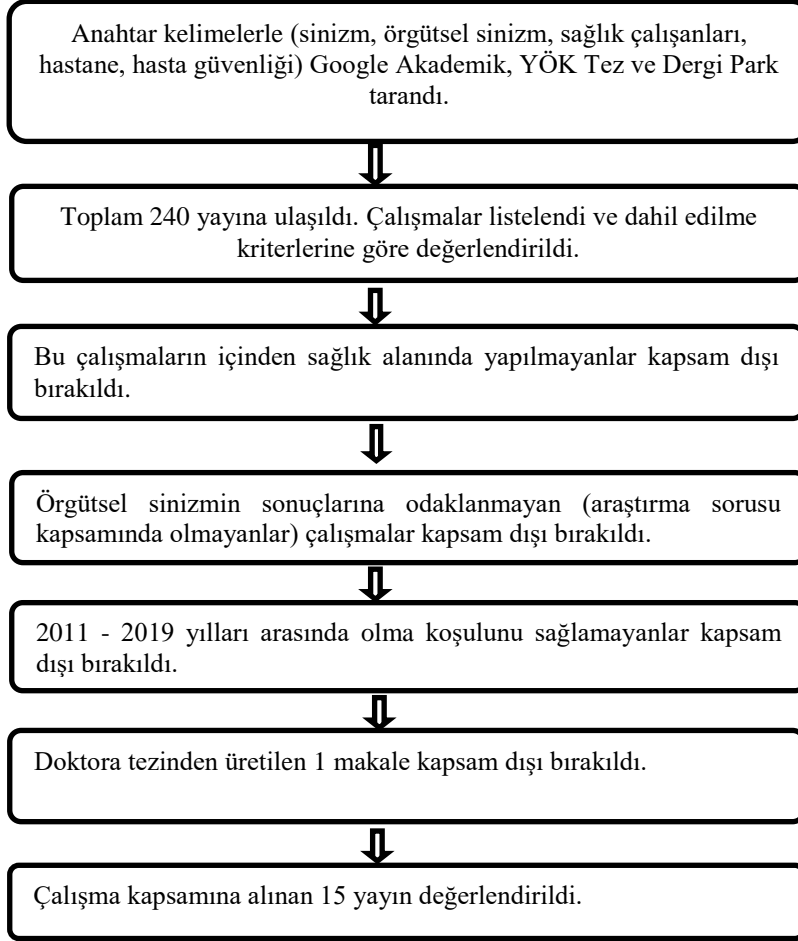 Anahtar kelimelerle (sinizm, örgütsel sinizm, sağlık çalışanları,
hastane, hasta güvenliği) Google Akademik, YÖK Tez ve Dergi Park
tarandı.
Toplam 240 yayına ulaşıldı. Çalışmalar listelendi ve dahil edilme
kriterlerine göre değerlendirildi.
Bu çalışmaların içinden sağlık alanında yapılmayanlar kapsam dışı
bırakıldı.
Örgütsel sinizmin sonuçlarına odaklanmayan (araştırma sorusu
kapsamında olmayanlar) çalışmalar kapsam dışı bırakıldı.
2011 - 2019 yılları arasında olma koşulunu sağlamayanlar kapsam
dışı bırakıldı.
Doktora tezinden üretilen 1 makale kapsam dışı bırakıldı.
Çalışma kapsamına alınan 15 yayın değerlendirildi.